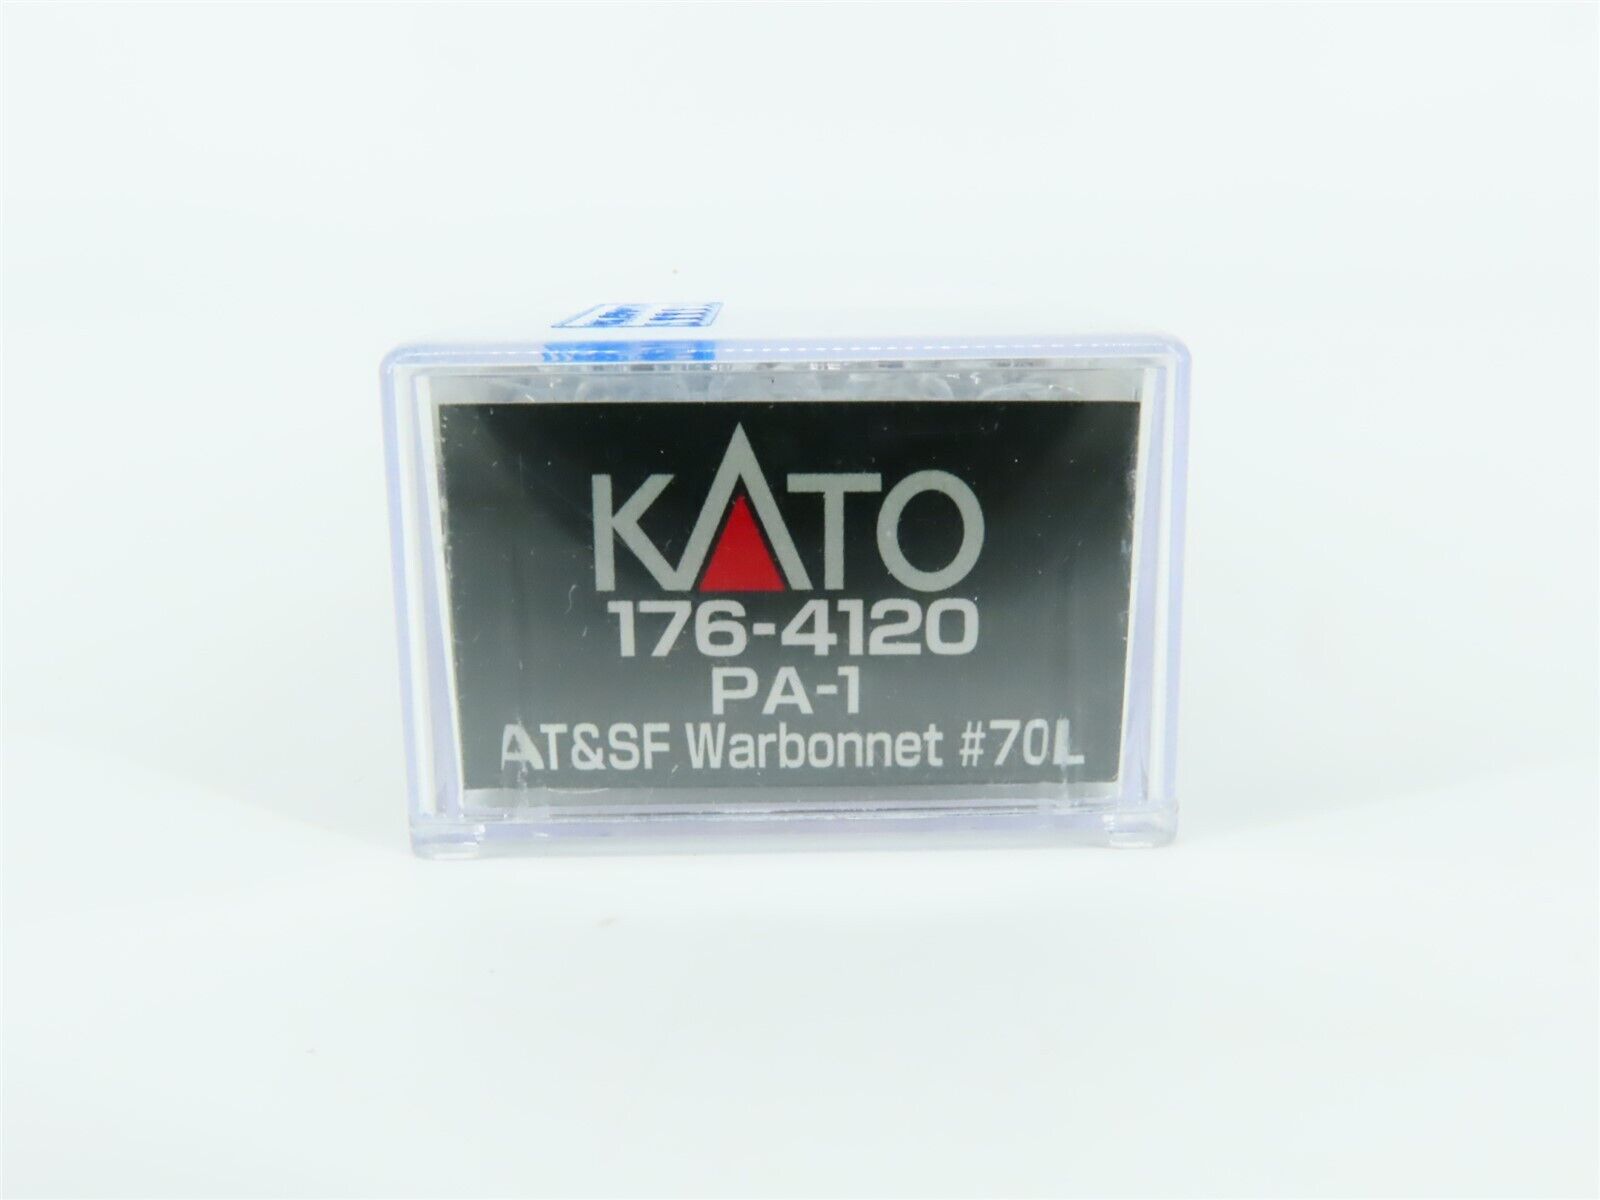 KATO
176-4120
PA-1
AT&SF Warbonnet #70L